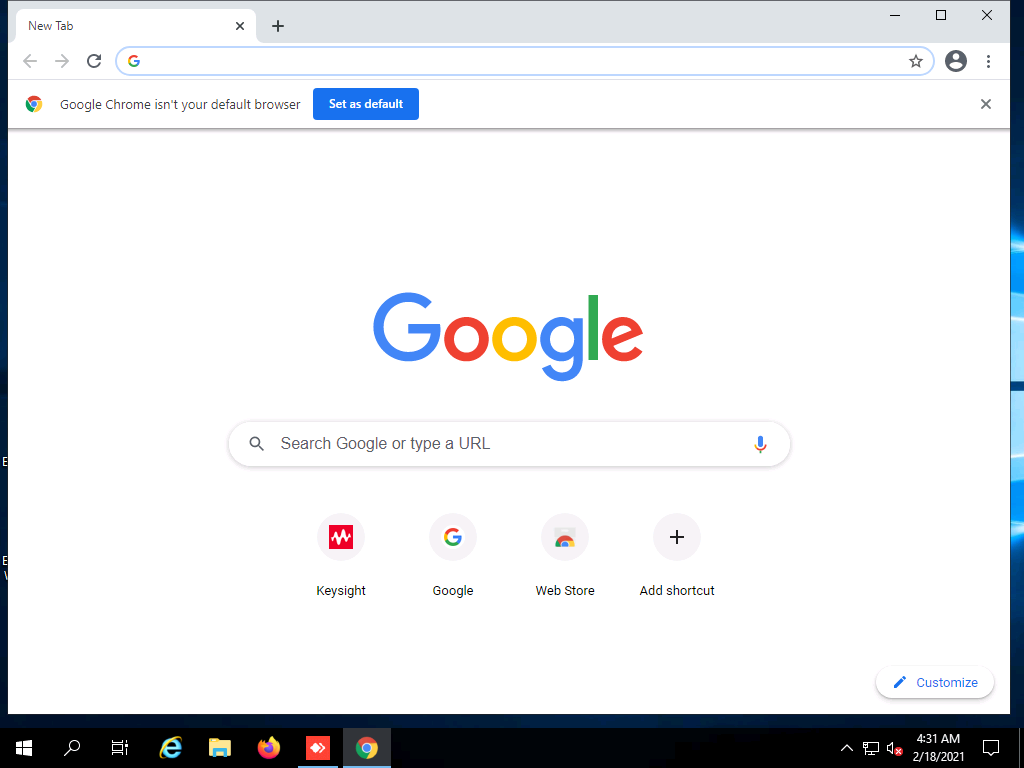 New Tab
Google Chrome isn't your default browser
Set as default
Google
Search Google or type a URL
Keysight
Google
Web Store
Add shortcut
Customize
E
E
4:31 AM
2/18/2021